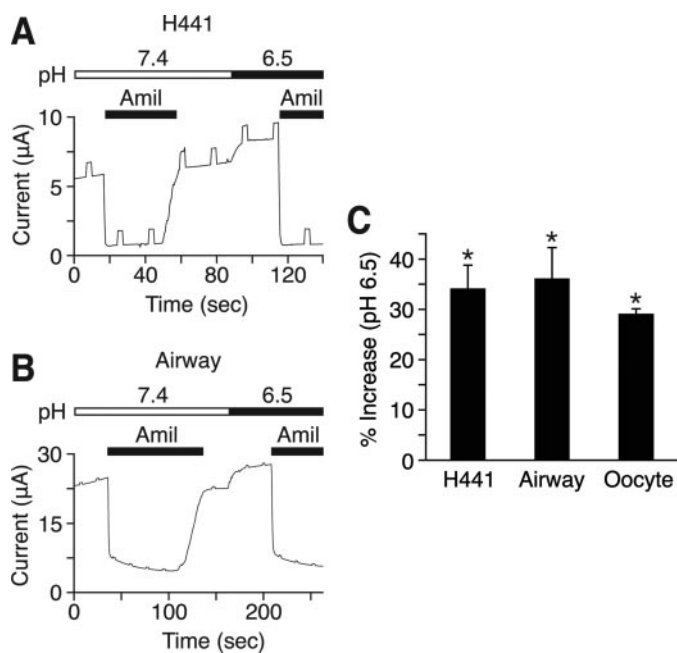 A
H441
pH 7.4 6.5
Amil Amil
Current (µA)
10
5
0
0 40 80 120
Time (sec)
B
Airway
pH 7.4 6.5
Amil Amil
Current (µA)
30
15
0
0 100 200
Time (sec)
C
% Increase (pH 6.5)
40
30
20
30
10
0
* * *
H441 Airway Oocyte